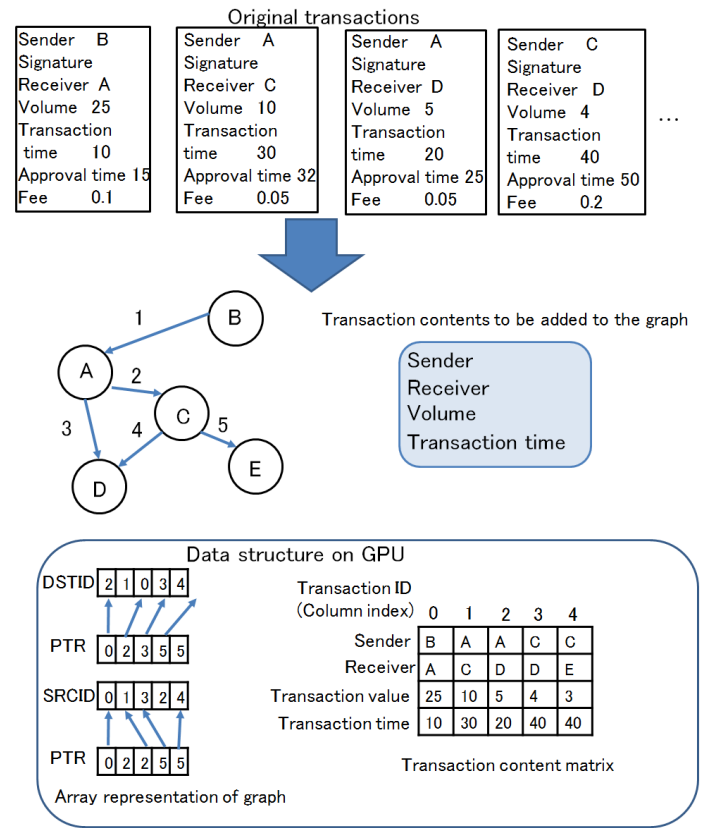 Original transactions
Sender B
Signature
Receiver A
Volume 25
Transaction
time 10
Approval time 15
Fee 0.1
Sender A
Signature
Receiver C
Volume 10
Transaction
time 30
Approval time 32
Fee 0.05
Sender A
Signature
Receiver D
Volume 5
Transaction
time 20
Approval time 25
Fee 0.05
Sender C
Signature
Receiver D
Volume 4
Transaction
time 40
Approval time 50
Fee 0.2
…
1
B
A
2
C
3
4
5
D
E
Transaction contents to be added to the graph
Sender
Receiver
Volume
Transaction time
Data structure on GPU
DSTID 2 1 0 3 4
PTR 0 2 3 5 5
SRCID 0 1 3 2 4
PTR 0 2 2 5 5
Array representation of graph
Transaction ID
(Column index) 0 1 2 3 4
Sender B A A C C
Receiver A C D D E
Transaction value 25 10 5 4 3
Transaction time 10 30 20 40 40
Transaction content matrix